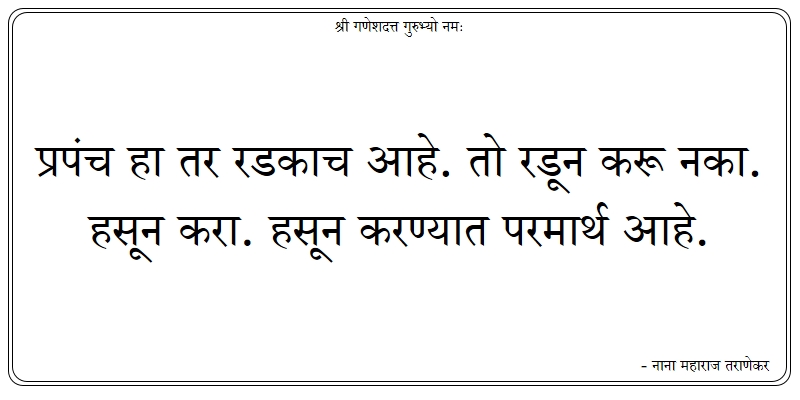 श्री गणेशदत्त गुरुभ्यो नमः
प्रपंच हा तर रडकाच आहे. तो रडून करू नका.
हसून करा. हसून करण्यात परमार्थ आहे.
- नाना महाराज तराणेकर